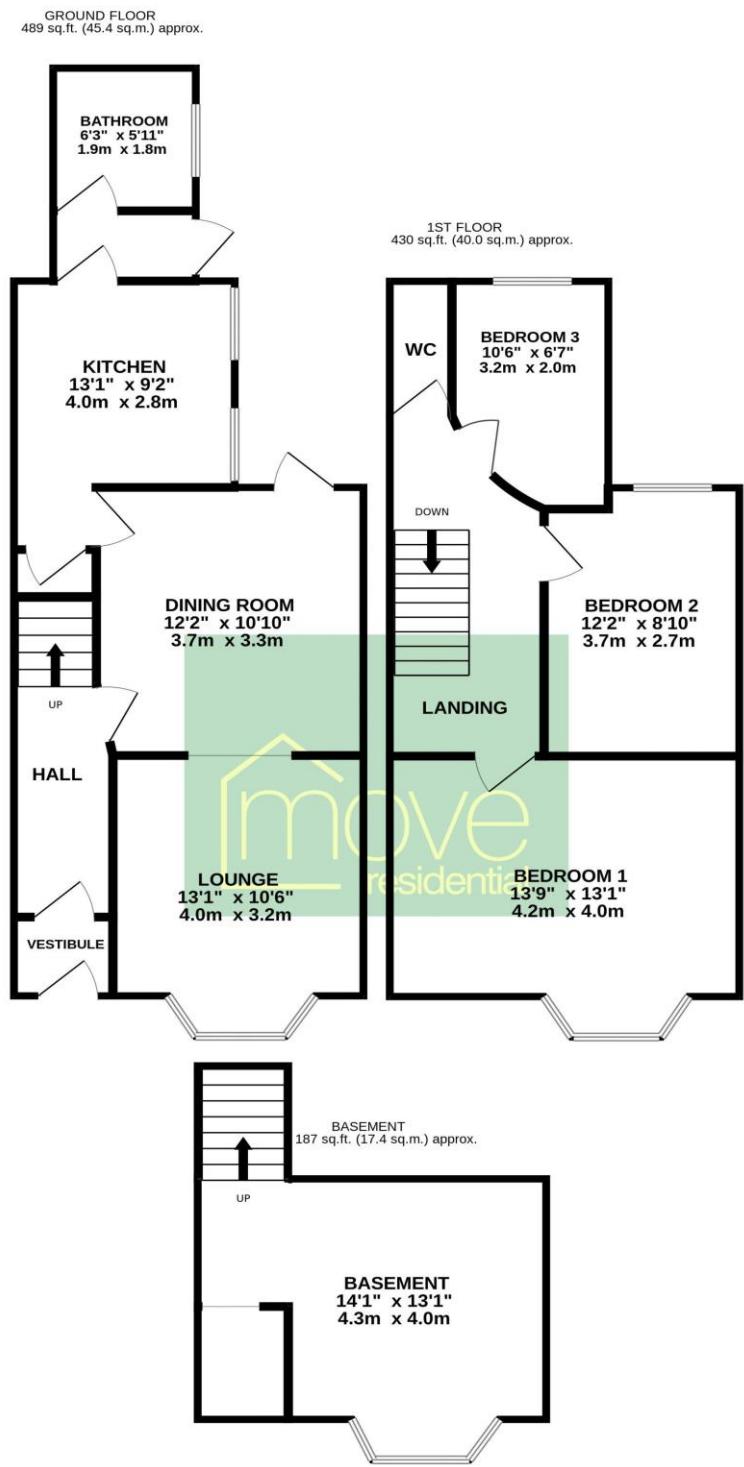 GROUND FLOOR
489 sq.ft. (45.4 sq.m.) approx.
BATHROOM
6'3" x 5'11"
1.9m x 1.8m
KITCHEN
13'1" x 9'2"
4.0m x 2.8m
DINING ROOM
12'2" x 10'10"
3.7m x 3.3m
UP
HALL
LOUNGE
13'1" x 10'6"
4.0m x 3.2m
VESTIBULE
1ST FLOOR
430 sq.ft. (40.0 sq.m.) approx.
WC
BEDROOM 3
10'6" x 6'7"
3.2m x 2.0m
DOWN
BEDROOM 2
12'2" x 8'10"
3.7m x 2.7m
LANDING
BEDROOM 1
13'9" x 13'1"
4.2m x 4.0m
move
residential
BASEMENT
187 sq.ft. (17.4 sq.m.) approx.
UP
BASEMENT
14'1" x 13'1"
4.3m x 4.0m